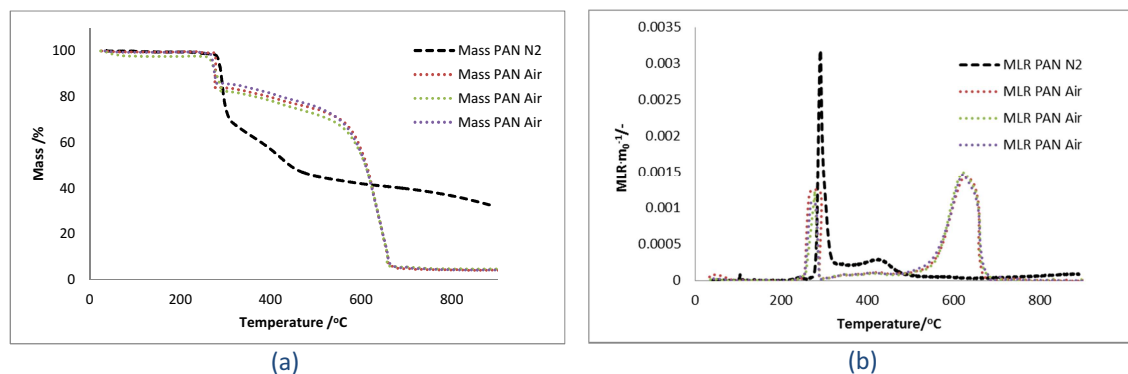 100
80
60
40
20
0
Mass /%
0 200 400 600 800
Temperature /°C
Mass PAN N2
Mass PAN Air
Mass PAN Air
Mass PAN Air
(a)
0.0035
0.003
0.0025
0.002
0.0015
0.001
0.0005
0
MLR·m₀⁻¹/-
0 200 400 600 800
Temperature/°C
MLR PAN N2
MLR PAN Air
MLR PAN Air
MLR PAN Air
(b)